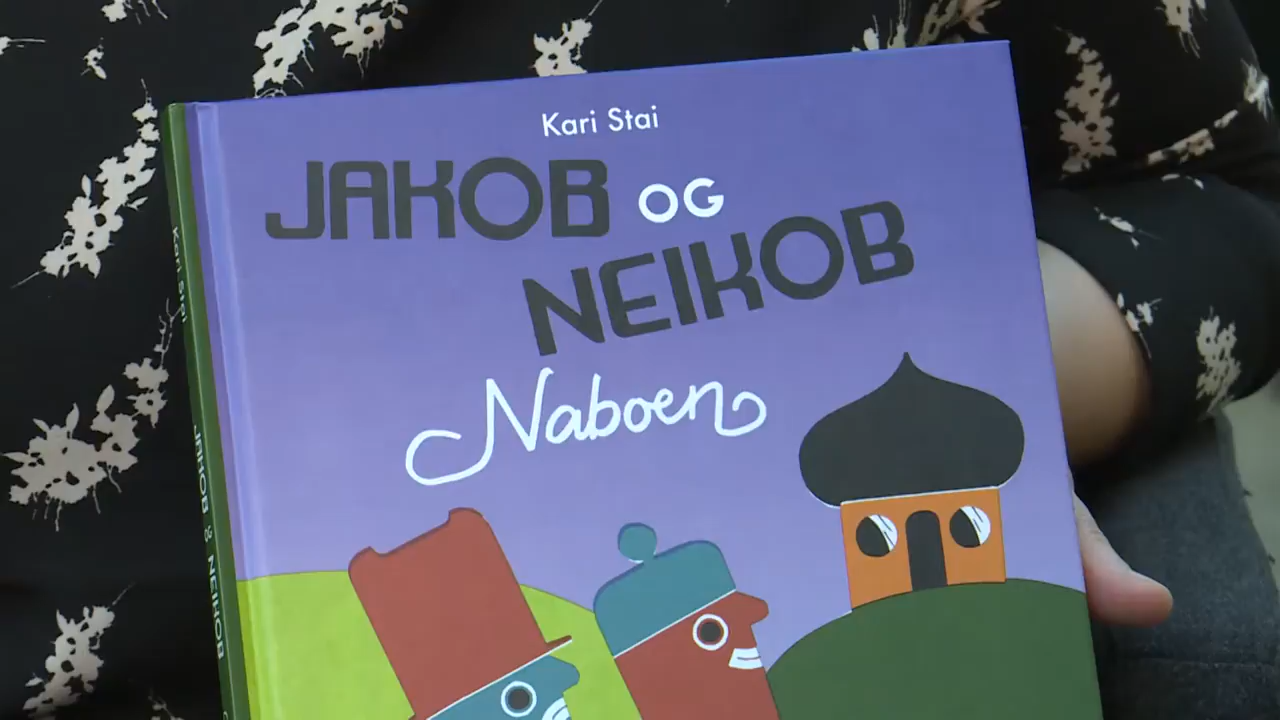 Kari Stai
JAKOB OG
NEIKOB
Naboen
Kari Stai
JAKOB & NEIKOB